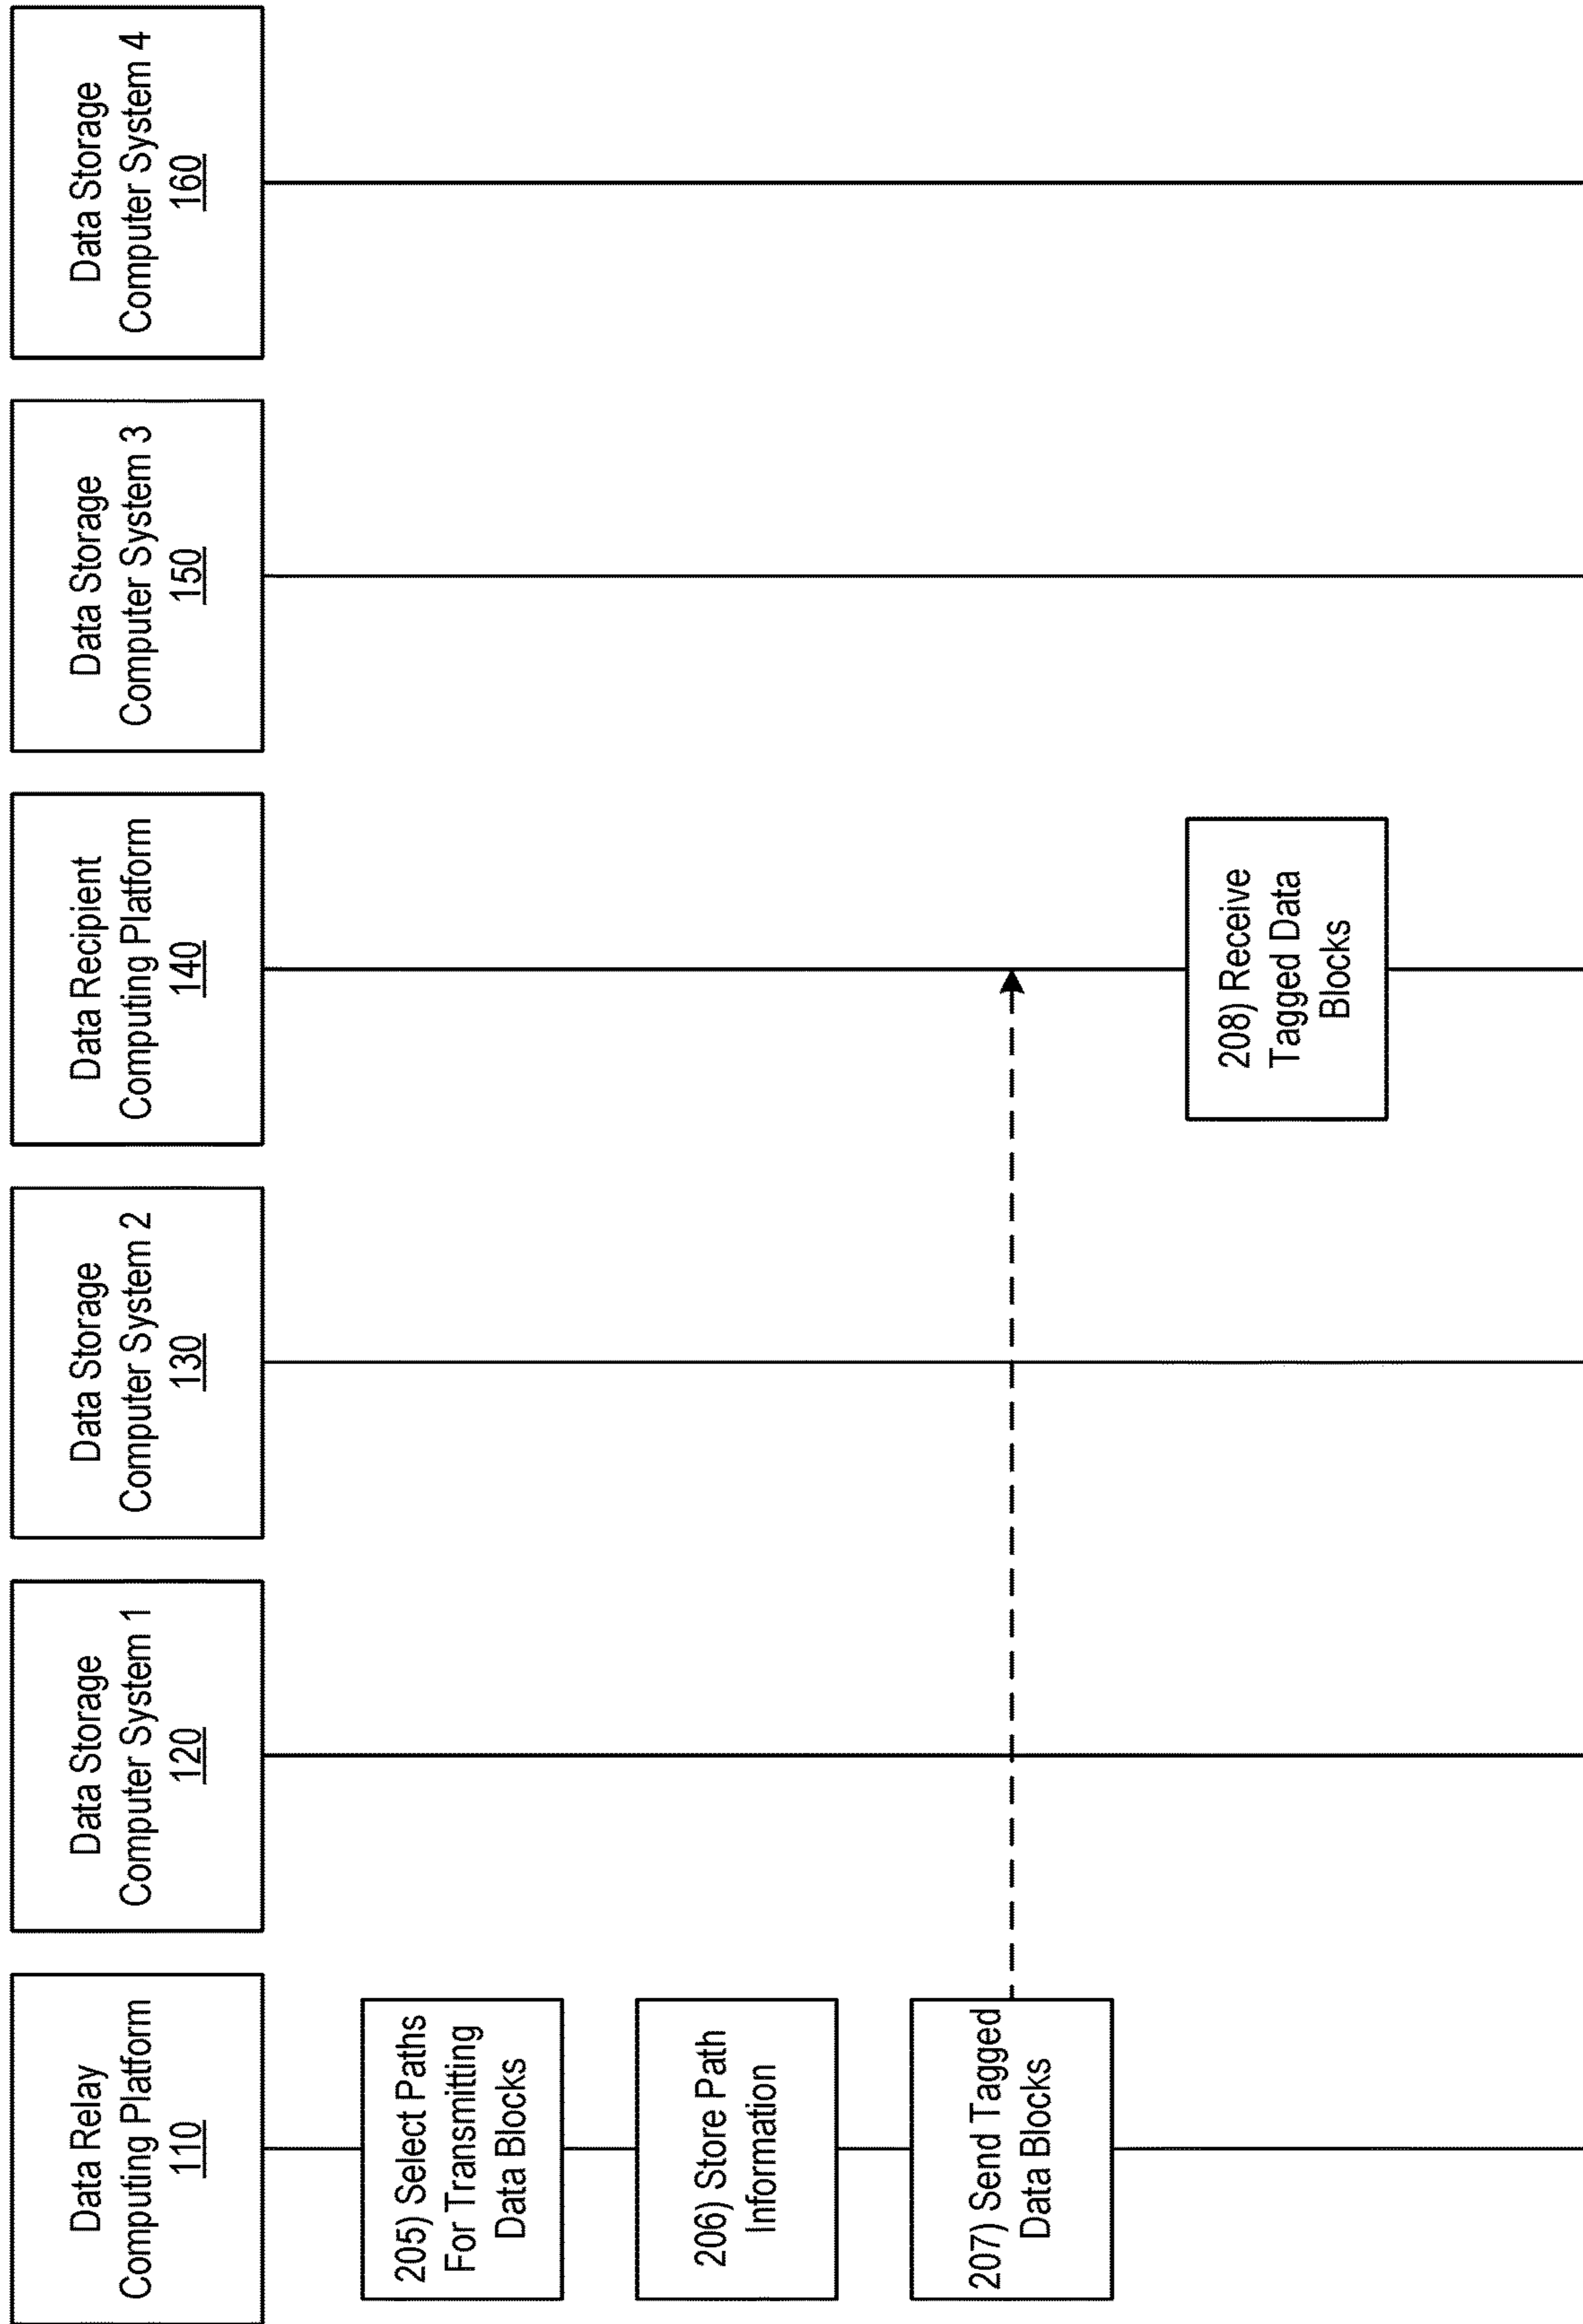 Data Relay
Computing Platform
110
Data Storage
Computer System 1
120
Data Storage
Computer System 2
130
Data Recipient
Computing Platform
140
Data Storage
Computer System 3
150
Data Storage
Computer System 4
160
205) Select Paths
For Transmitting
Data Blocks
206) Store Path
Information
207) Send Tagged
Data Blocks
208) Receive
Tagged Data
Blocks